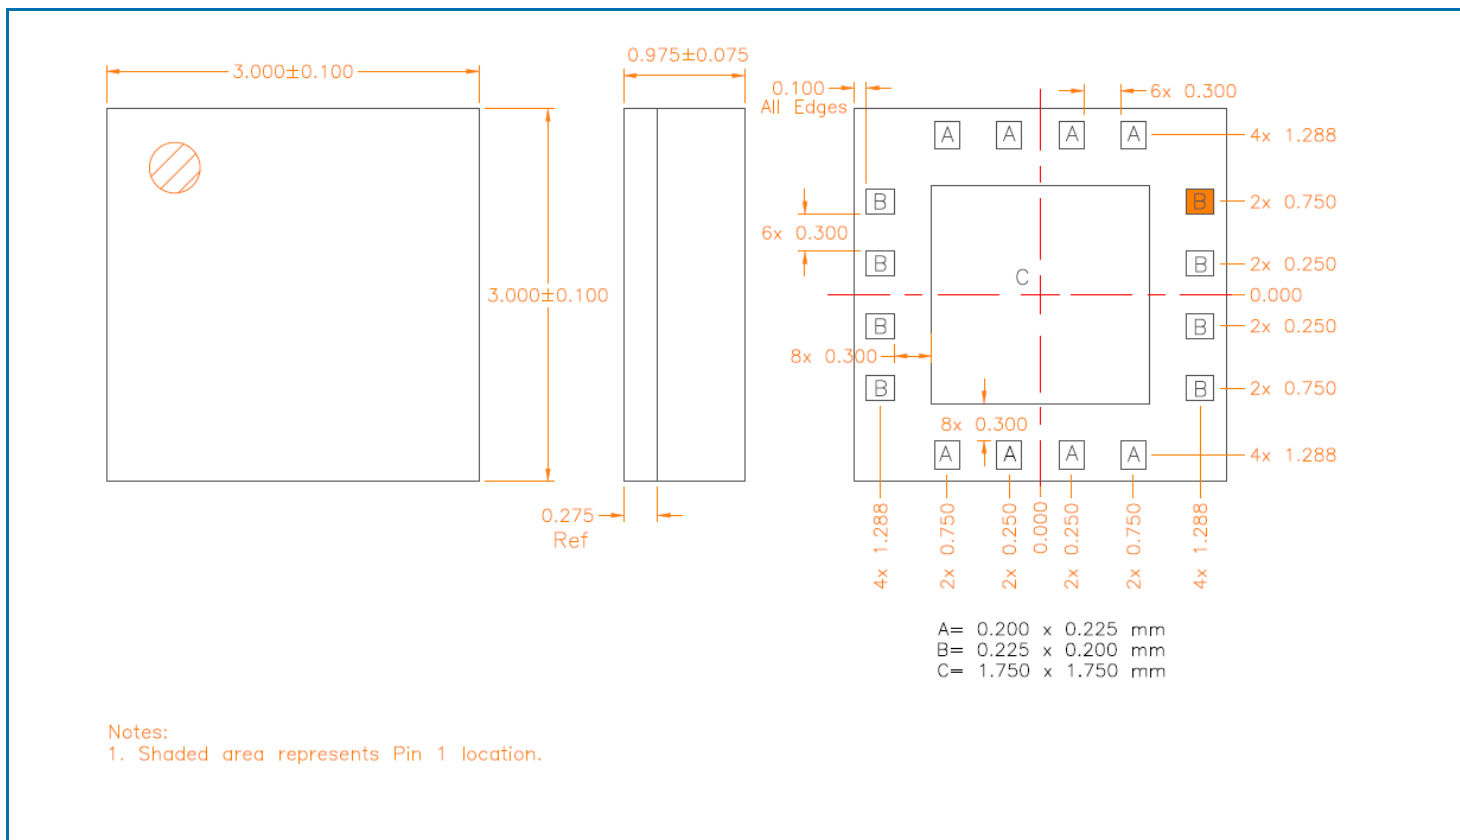 3.000±0.100
0.975±0.075
0.100
All Edges
6x 0.300
A A A A
4x 1.288
B B
2x 0.750
6x 0.300
B B
2x 0.250
C
3.000±0.100
0.000
B B
2x 0.250
8x 0.300
B B
2x 0.750
8x 0.300
A A A A
4x 1.288
0.275
Ref
4x 1.288
2x 0.750
2x 0.250
0.000
2x 0.250
2x 0.750
4x 1.288
A= 0.200 x 0.225 mm
B= 0.225 x 0.200 mm
C= 1.750 x 1.750 mm
Notes:
1. Shaded area represents Pin 1 location.